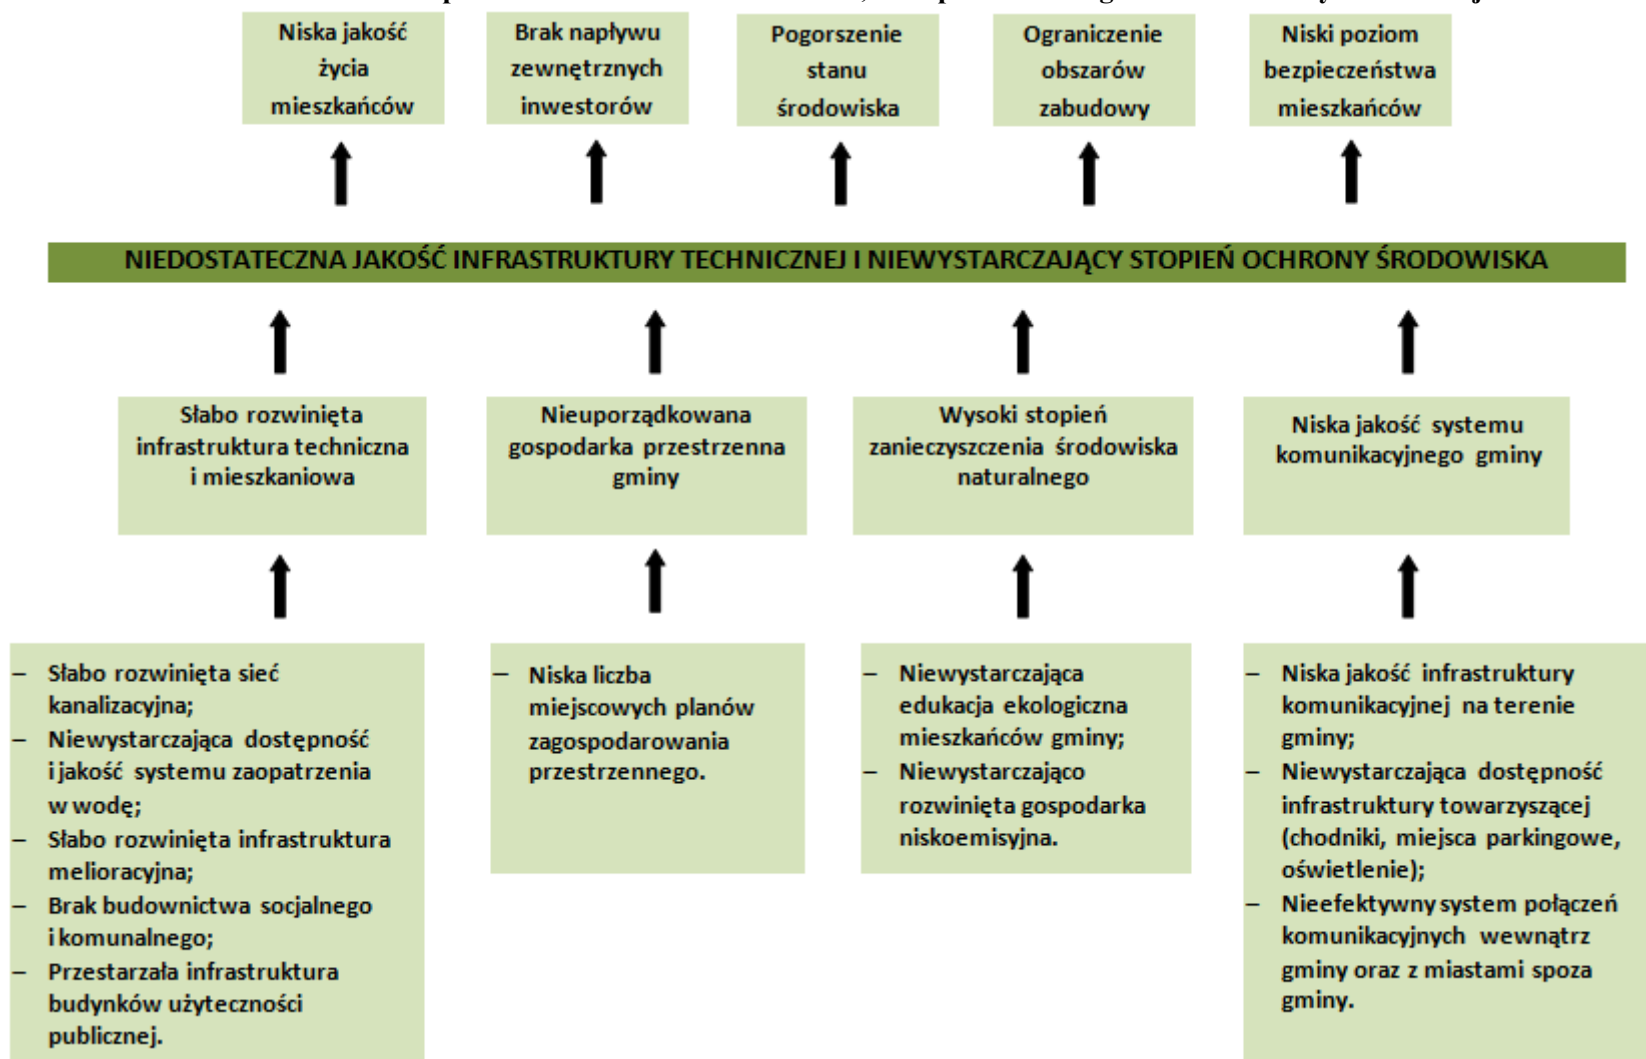 Niska jakość
życia
mieszkańców
Brak napływu
zewnętrznych
inwestorów
Pogorszenie
stanu
środowiska
Ograniczenie
obszarów
zabudowy
Niski poziom
bezpieczeństwa
mieszkańców
NIEDOSTATECZNA JAKOŚĆ INFRASTRUKTURY TECHNICZNEJ I NIEWYSTARCZAJĄCY STOPIEŃ OCHRONY ŚRODOWISKA
Słabo rozwinięta
infrastruktura techniczna
i mieszkaniowa
Nieuporządkowana
gospodarka przestrzenna
gminy
Wysoki stopień
zanieczyszczenia środowiska
naturalnego
Niska jakość systemu
komunikacyjnego gminy
– Słabo rozwinięta sieć
kanalizacyjna;
– Niewystarczająca dostępność
i jakość systemu zaopatrzenia
w wodę;
– Słabo rozwinięta infrastruktura
melioracyjna;
– Brak budownictwa socjalnego
i komunalnego;
– Przestarzała infrastruktura
budynków użyteczności
publicznej.
– Niska liczba
miejscowych planów
zagospodarowania
przestrzennego.
– Niewystarczająca
edukacja ekologiczna
mieszkańców gminy;
– Niewystarczająco
rozwinięta gospodarka
niskoemisyjna.
– Niska jakość infrastruktury
komunikacyjnej na terenie
gminy;
– Niewystarczająca dostępność
infrastruktury towarzyszącej
(chodniki, miejsca parkingowe,
oświetlenie);
– Nieefektywny system połączeń
komunikacyjnych wewnątrz
gminy oraz z miastami spoza
gminy.